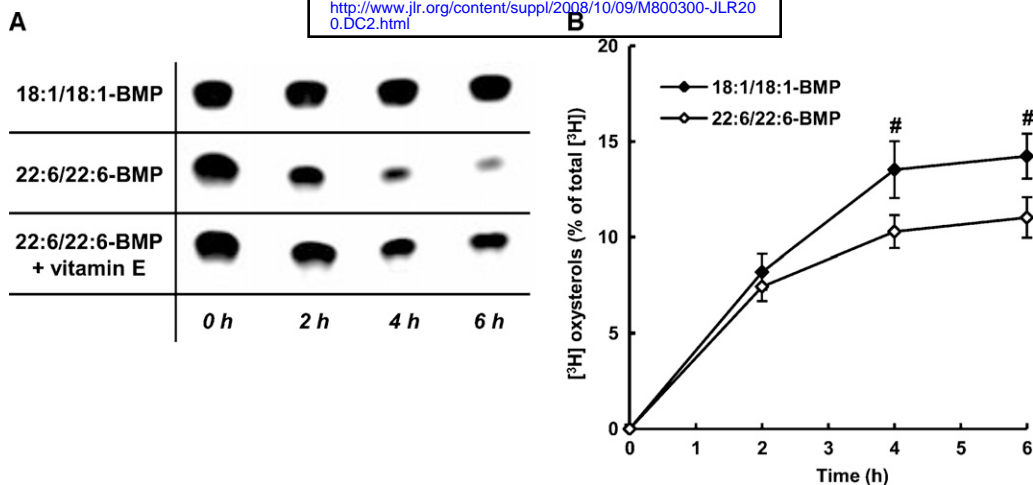 http://www.jlr.org/content/suppl/2008/10/09/M800300-JLR20
0.DC2.html
A
18:1/18:1-BMP
22:6/22:6-BMP
22:6/22:6-BMP
+ vitamin E
0 h 2 h 4 h 6 h
B
[³H] oxysterols (% of total [³H])
20
15
10
5
0
18:1/18:1-BMP
22:6/22:6-BMP
# #
0 1 2 3 4 5 6
Time (h)